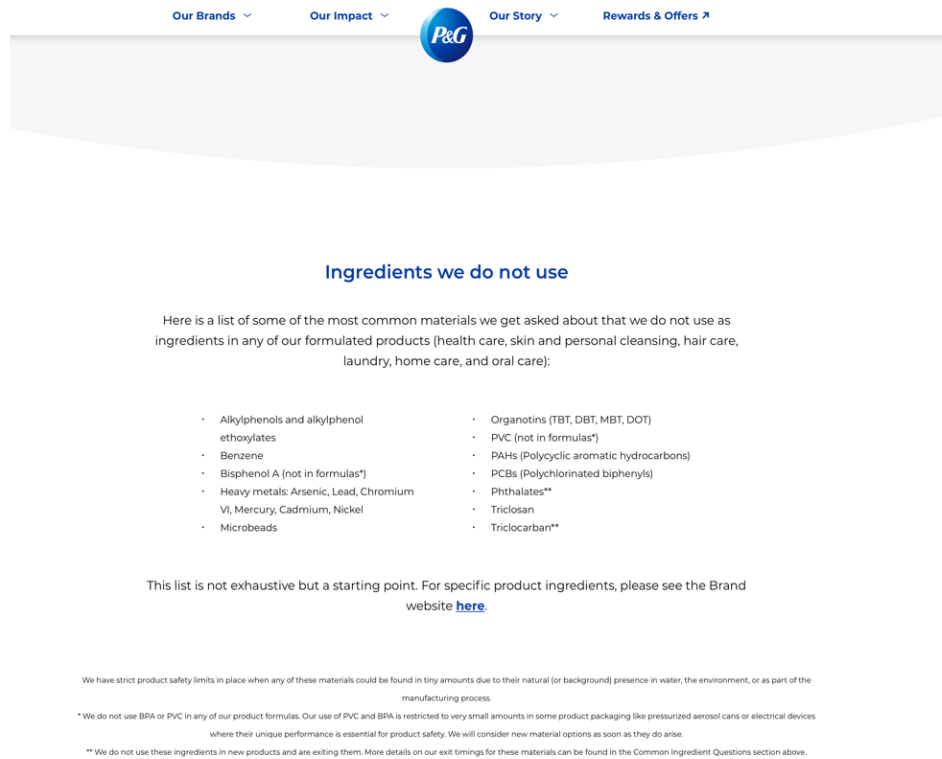 Our Brands Our Impact P&G Our Story Rewards & Offers ↗
Ingredients we do not use
Here is a list of some of the most common materials we get asked about that we do not use as
ingredients in any of our formulated products (health care, skin and personal cleansing, hair care,
laundry, home care, and oral care):
· Alkylphenols and alkylphenol
ethoxylates
· Benzene
· Bisphenol A (not in formulas*)
· Heavy metals: Arsenic, Lead, Chromium
VI, Mercury, Cadmium, Nickel
· Microbeads
· Organotins (TBT, DBT, MBT, DOT)
· PVC (not in formulas*)
· PAHs (Polycyclic aromatic hydrocarbons)
· PCBs (Polychlorinated biphenyls)
· Phthalates**
· Triclosan
· Triclocarban**
This list is not exhaustive but a starting point. For specific product ingredients, please see the Brand
website here.
We have strict product safety limits in place when any of these materials could be found in tiny amounts due to their natural (or background) presence in water, the environment, or as part of the
manufacturing process.
* We do not use BPA or PVC in any of our product formulas. Our use of PVC and BPA is restricted to very small amounts in some product packaging like pressurized aerosol cans or electrical devices
where their unique performance is essential for product safety. We will consider new material options as soon as they do arise.
** We do not use these ingredients in new products and are exiting them. More details on our exit timings for these materials can be found in the Common Ingredient Questions section above.